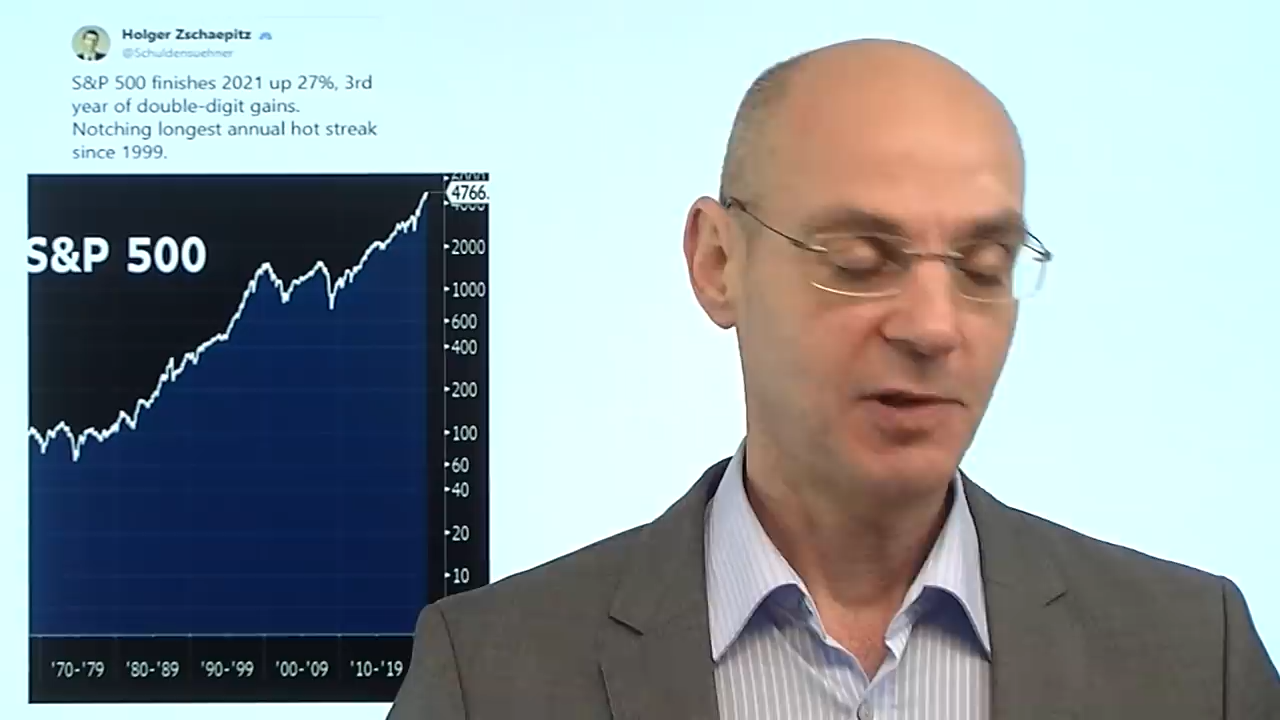 Holger Zschaepitz
@Schuldensuehner
S&P 500 finishes 2021 up 27%, 3rd
year of double-digit gains.
Notching longest annual hot streak
since 1999.
4766.
4000
S&P 500
2000
1000
600
400
200
100
60
40
20
10
'70-'79 '80-'89 '90-'99 '00-'09 '10-'19